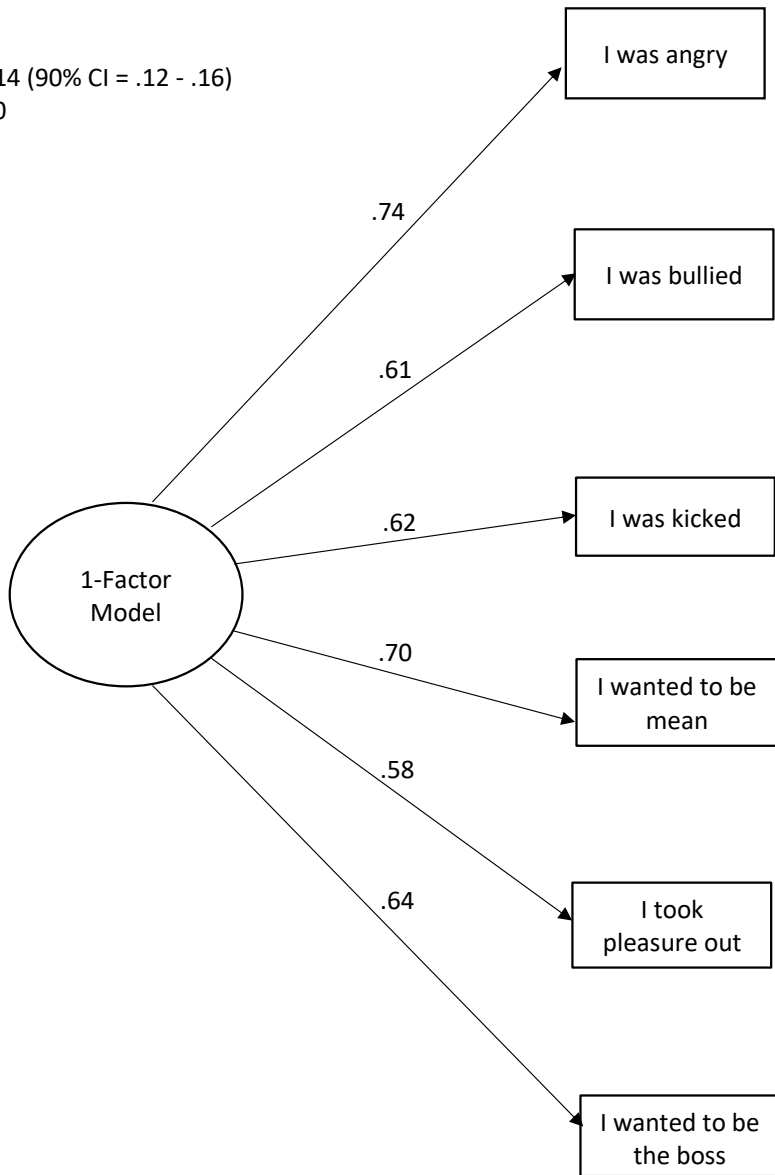 14 (90% CI = .12 - .16)
0
I was angry
.74
I was bullied
.61
.62
I was kicked
1-Factor
Model
.70
I wanted to be
mean
.58
I took
pleasure out
.64
I wanted to be
the boss